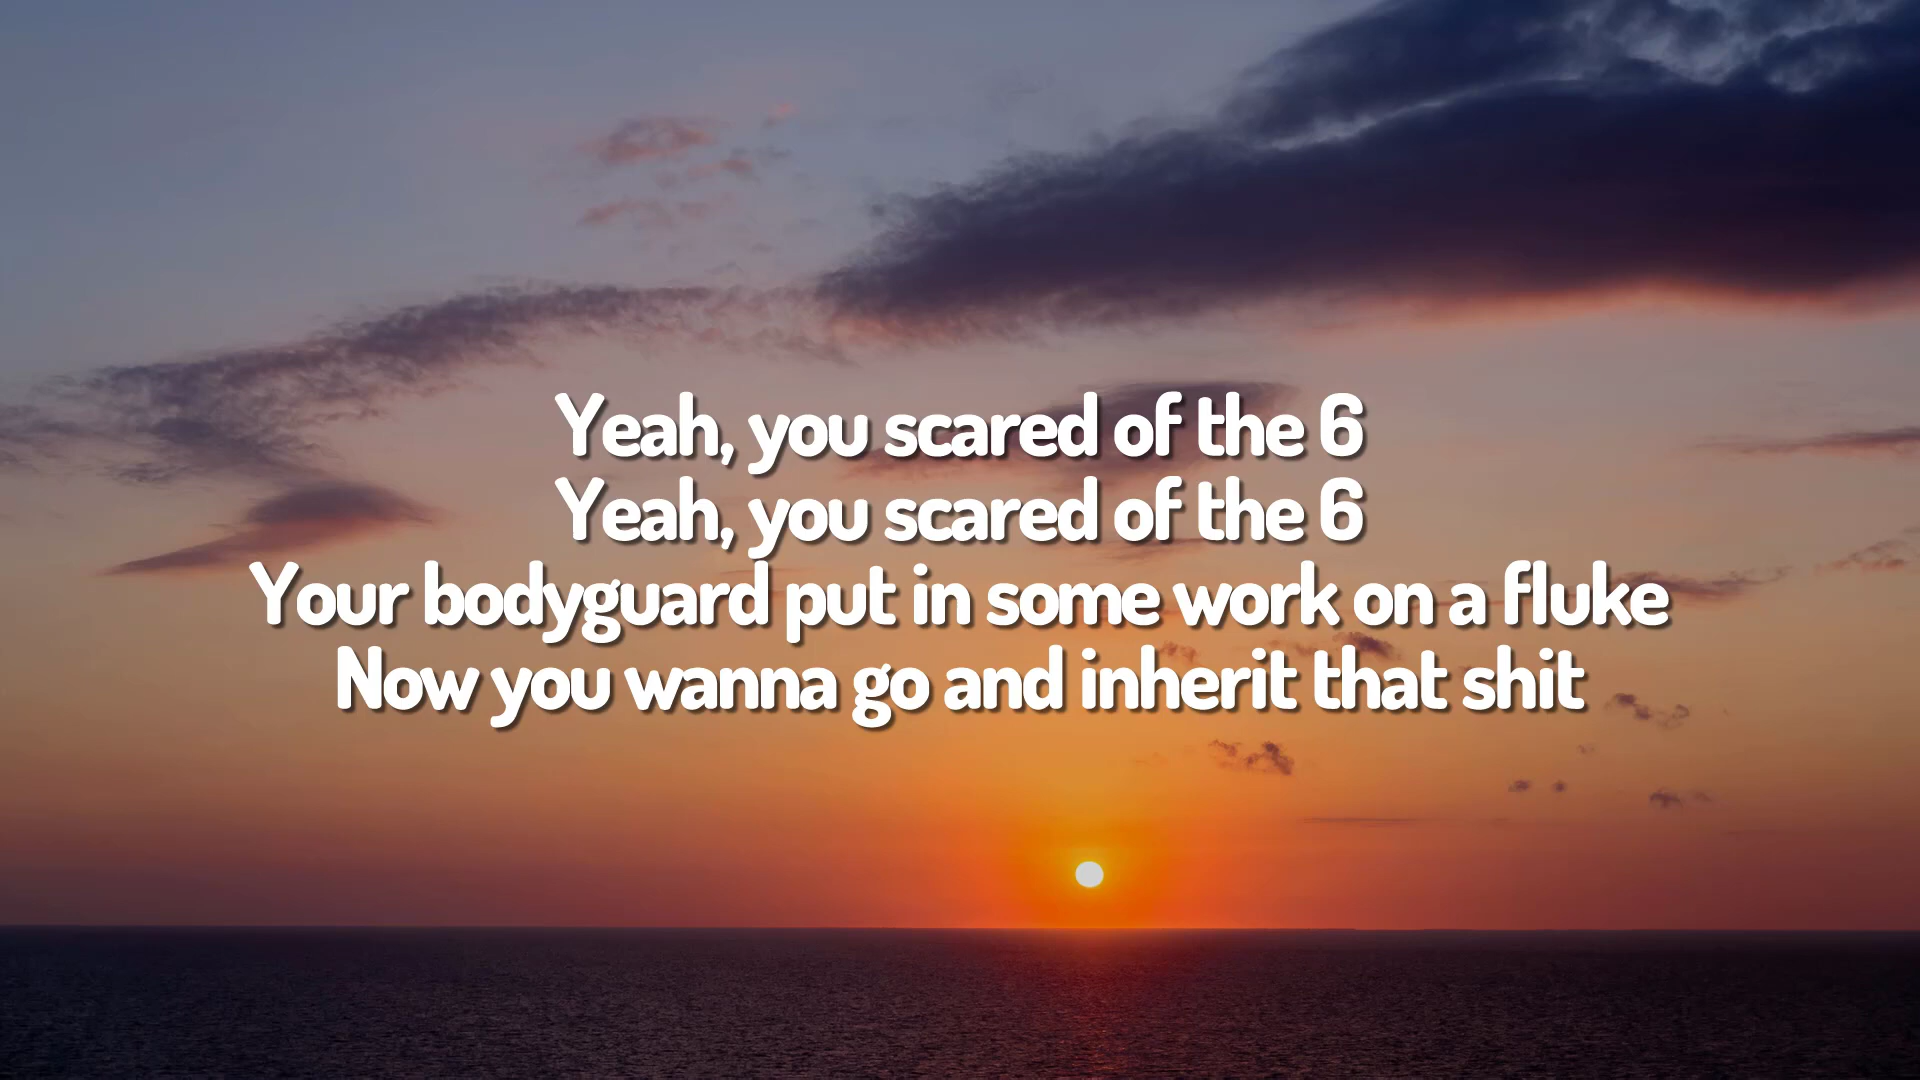 Yeah, you scared of the 6
Yeah, you scared of the 6
Your bodyguard put in some work on a fluke
Now you wanna go and inherit that shit